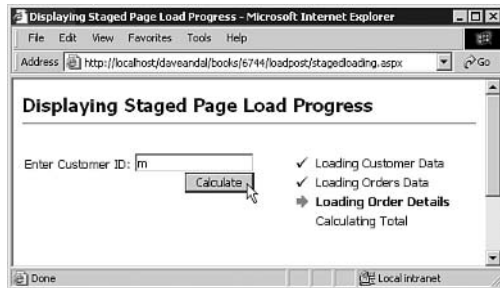 Displaying Staged Page Load Progress - Microsoft Internet Explorer
File Edit View Favorites Tools Help
Address http://localhost/daveandal/books/6744/loadpost/stagedloading.aspx Go
Displaying Staged Page Load Progress
Enter Customer ID: m
Calculate
Loading Customer Data
Loading Orders Data
Loading Order Details
Calculating Total
Done Local intranet